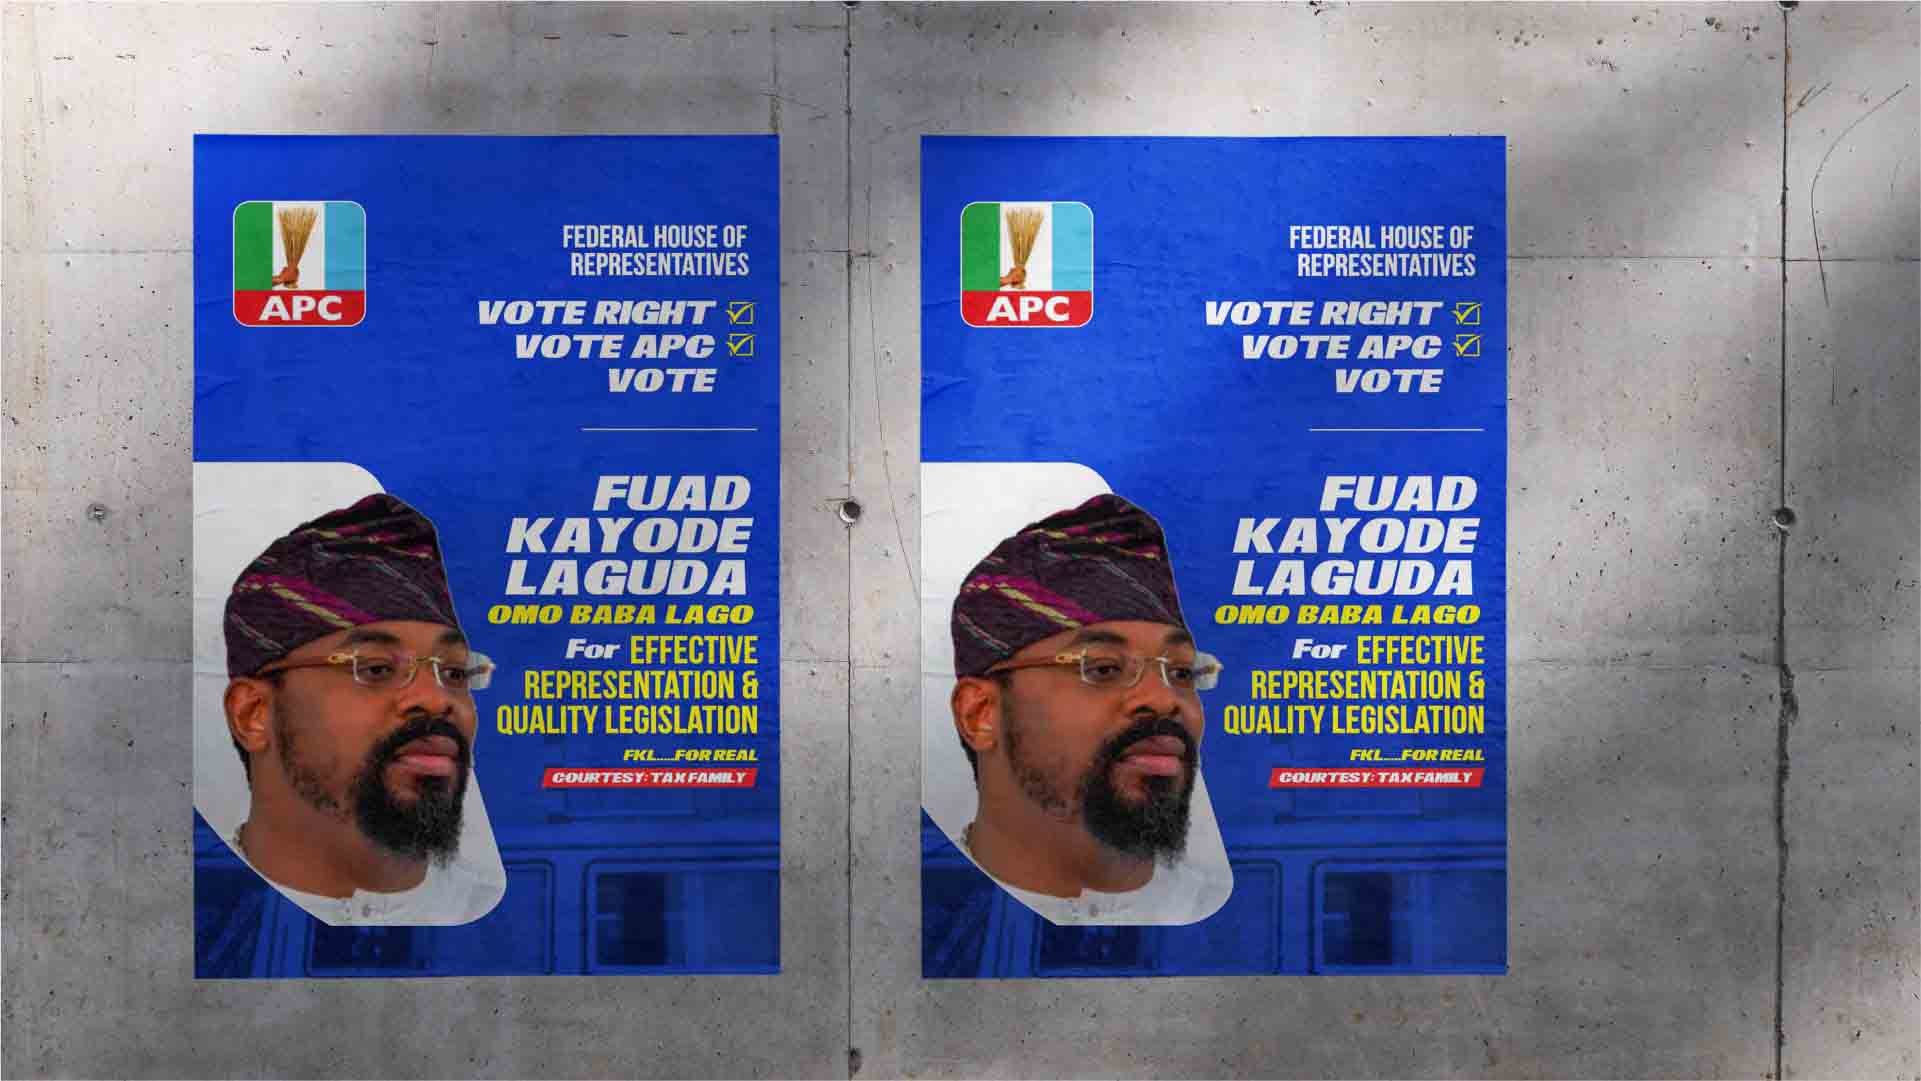 APC
FEDERAL HOUSE OF
REPRESENTATIVES
VOTE RIGHT
VOTE APC
VOTE
FUAD
KAYODE
LAGUDA
OMO BABA LAGO
For EFFECTIVE
REPRESENTATION &
QUALITY LEGISLATION
FKL.....FOR REAL
COURTESY: TAX FAMILY
APC
FEDERAL HOUSE OF
REPRESENTATIVES
VOTE RIGHT
VOTE APC
VOTE
FUAD
KAYODE
LAGUDA
OMO BABA LAGO
For EFFECTIVE
REPRESENTATION &
QUALITY LEGISLATION
FKL.....FOR REAL
COURTESY: TAX FAMILY